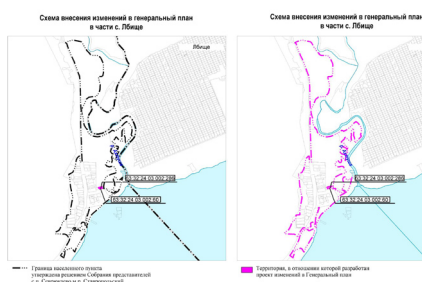 Схема внесения изменений в генеральный план
в части с. Лбище
Схема внесения изменений в генеральный план
в части с. Лбище
Лбище
Граница населенного пункта
утверждена решением Собрания представителей
Территория, в отношении которой разработан
проект изменений в Генеральный план